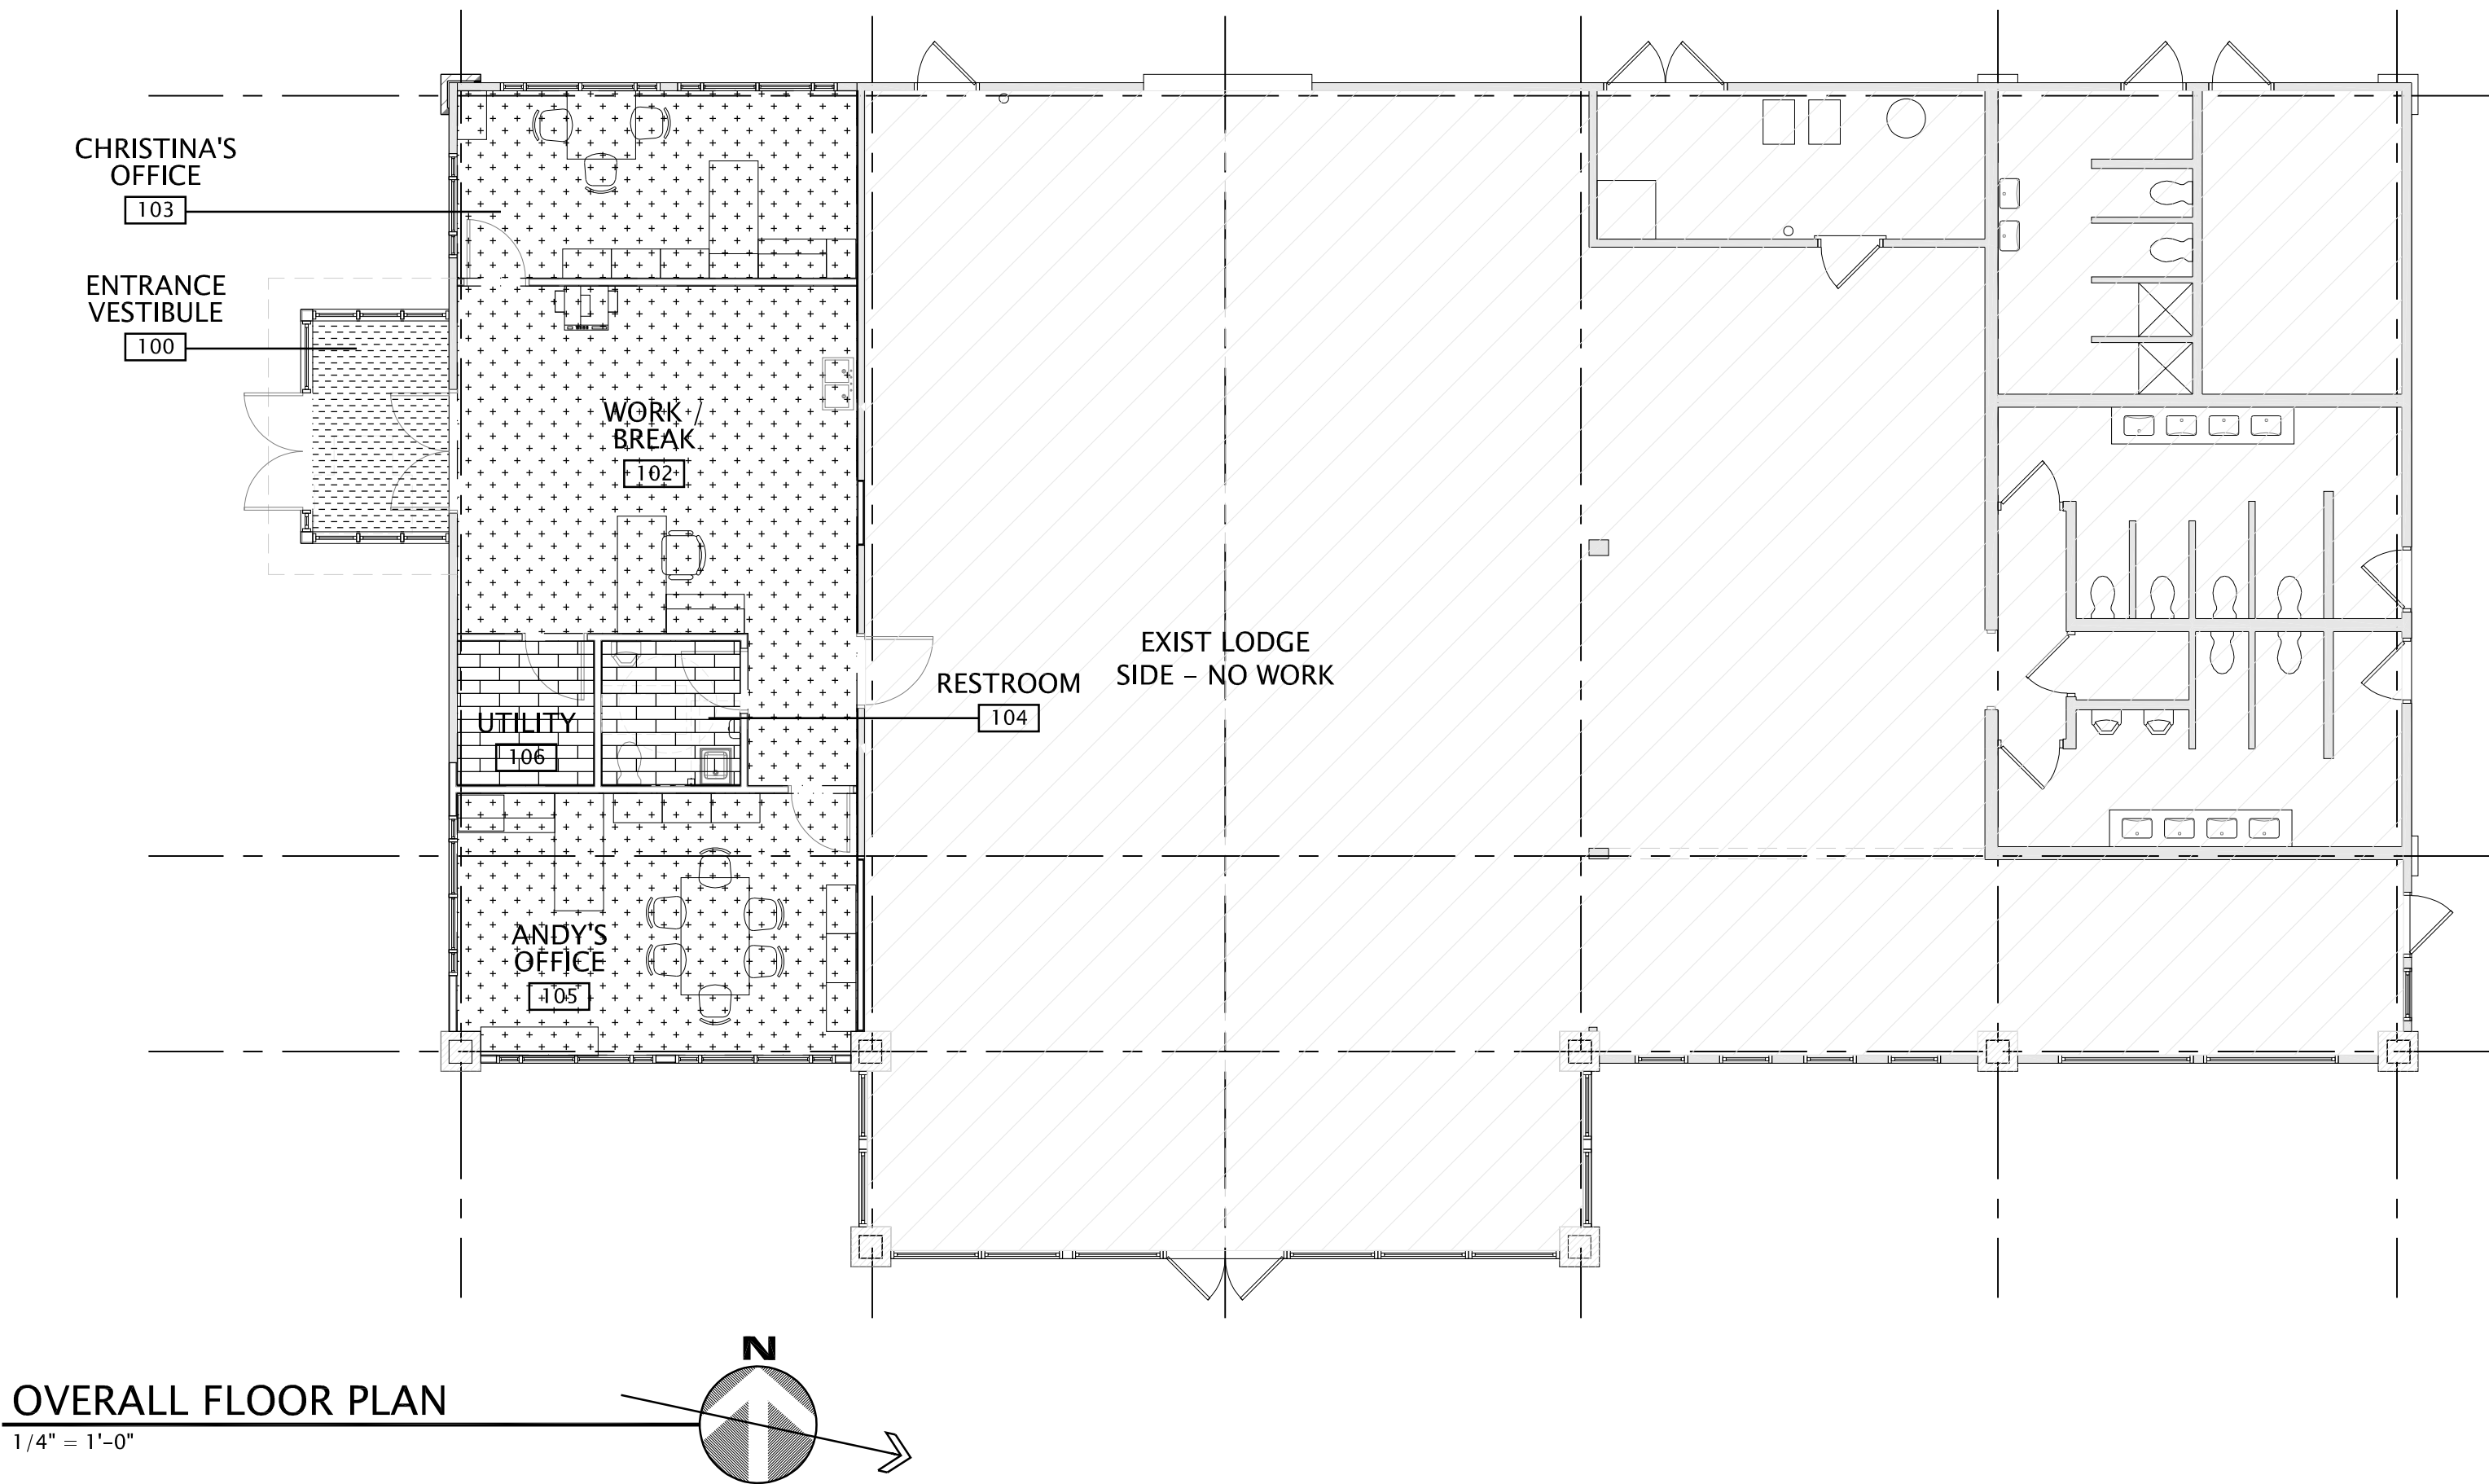 CHRISTINA'S
OFFICE
103
ENTRANCE
VESTIBULE
100
WORK /
BREAK
102
EXIST LODGE
SIDE – NO WORK
RESTROOM
104
UTILITY
106
ANDY'S
OFFICE
105
N
OVERALL FLOOR PLAN
1/4" = 1'-0"